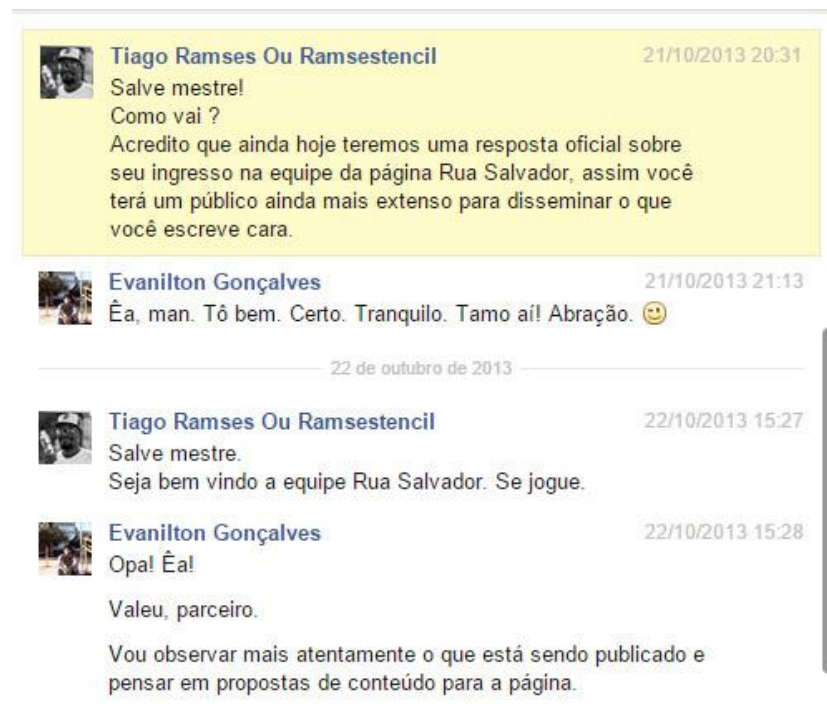 Tiago Ramses Ou Ramsestencil 21/10/2013 20:31
Salve mestre!
Como vai ?
Acredito que ainda hoje teremos uma resposta oficial sobre
seu ingresso na equipe da página Rua Salvador, assim você
terá um público ainda mais extenso para disseminar o que
você escreve cara.
Evanilton Gonçalves 21/10/2013 21:13
Êa, man. Tô bem. Certo. Tranquilo. Tamo aí! Abração.
22 de outubro de 2013
Tiago Ramses Ou Ramsestencil 22/10/2013 15:27
Salve mestre.
Seja bem vindo a equipe Rua Salvador. Se jogue.
Evanilton Gonçalves 22/10/2013 15:28
Opa! Êa!
Valeu, parceiro.
Vou observar mais atentamente o que está sendo publicado e
pensar em propostas de conteúdo para a página.